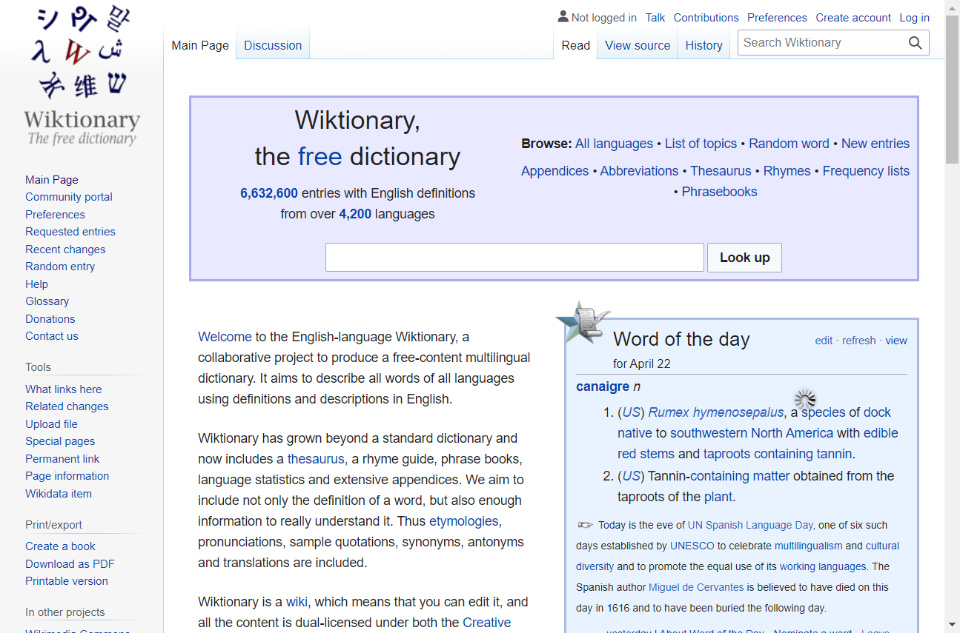 Not logged in Talk Contributions Preferences Create account Log in
Main Page Discussion Read View source History Search Wiktionary
Wiktionary
The free dictionary
Main Page
Community portal
Preferences
Requested entries
Recent changes
Random entry
Help
Glossary
Donations
Contact us
Tools
What links here
Related changes
Upload file
Special pages
Permanent link
Page information
Wikidata item
Print/export
Create a book
Download as PDF
Printable version
In other projects
Wikimedia Commons
Wiktionary,
the free dictionary
6,632,600 entries with English definitions
from over 4,200 languages
Browse: All languages • List of topics • Random word • New entries
Appendices • Abbreviations • Thesaurus • Rhymes • Frequency lists
• Phrasebooks
Look up
Welcome to the English-language Wiktionary, a
collaborative project to produce a free-content multilingual
dictionary. It aims to describe all words of all languages
using definitions and descriptions in English.
Wiktionary has grown beyond a standard dictionary and
now includes a thesaurus, a rhyme guide, phrase books,
language statistics and extensive appendices. We aim to
include not only the definition of a word, but also enough
information to really understand it. Thus etymologies,
pronunciations, sample quotations, synonyms, antonyms
and translations are included.
Wiktionary is a wiki, which means that you can edit it, and
all the content is dual-licensed under both the Creative
Word of the day edit · refresh · view
for April 22
canaigre n
1. (US) Rumex hymenosepalus, a species of dock
native to southwestern North America with edible
red stems and taproots containing tannin.
2. (US) Tannin-containing matter obtained from the
taproots of the plant.
Today is the eve of UN Spanish Language Day, one of six such
days established by UNESCO to celebrate multilingualism and cultural
diversity and to promote the equal use of its working languages. The
Spanish author Miguel de Cervantes is believed to have died on this
day in 1616 and to have been buried the following day.
yesterday | About Word of the Day · Nominate a word · Leave